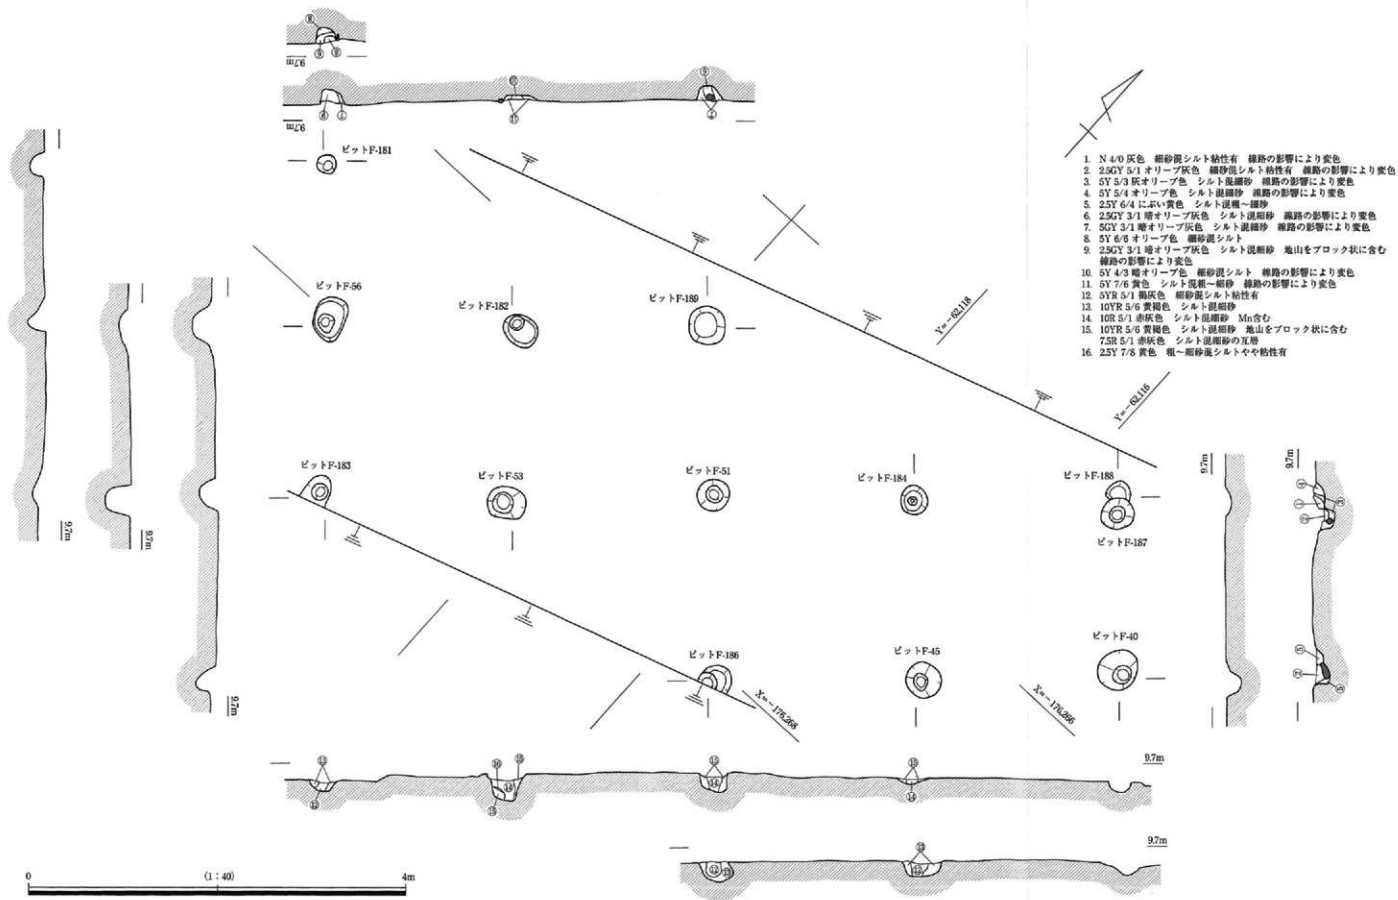 9.7m
9.7m
ピットF-181
1. N 4/0 灰色 細砂混シルト粘性有 線路の影響により変色
2. 2.5GY 5/1 オリーブ灰色 細砂混シルト粘性有 線路の影響により変色
3. 5Y 5/3 灰オリーブ色 シルト混細砂 線路の影響により変色
4. 5Y 5/4 オリーブ色 シルト混細砂 線路の影響により変色
5. 2.5Y 6/4 にぶい黄色 シルト混粗～細砂
6. 2.5GY 3/1 暗オリーブ灰色 シルト混細砂 線路の影響により変色
7. 5GY 3/1 暗オリーブ灰色 シルト混細砂 線路の影響により変色
8. 5Y 6/6 オリーブ色 細砂混シルト
9. 2.5GY 3/1 暗オリーブ灰色 シルト混細砂 地山をブロック状に含む
線路の影響により変色
10. 5Y 4/3 暗オリーブ色 細砂混シルト 線路の影響により変色
11. 5Y 7/6 黄色 シルト混粗～細砂 線路の影響により変色
12. 5YR 5/1 褐灰色 細砂混シルト粘性有
13. 10YR 5/6 黄褐色 シルト混細砂
14. 10R 5/1 赤灰色 シルト混細砂 Mn含む
15. 10YR 5/6 黄褐色 シルト混細砂 地山をブロック状に含む
7.5R 5/1 赤灰色 シルト混細砂の互層
16. 2.5Y 7/8 黄色 粗～細砂混シルトやや粘性有
ピットF-56
ピットF-182
ピットF-189
Y=-62,118
Y=-62,116
ピットF-183
ピットF-53
ピットF-51
ピットF-184
ピットF-188
9.7m
9.7m
9.7m
9.7m
ピットF-187
ピットF-186
ピットF-45
ピットF-40
9.7m
X=-176,268
X=-176,266
9.7m
9.7m
0 (1:40) 4m